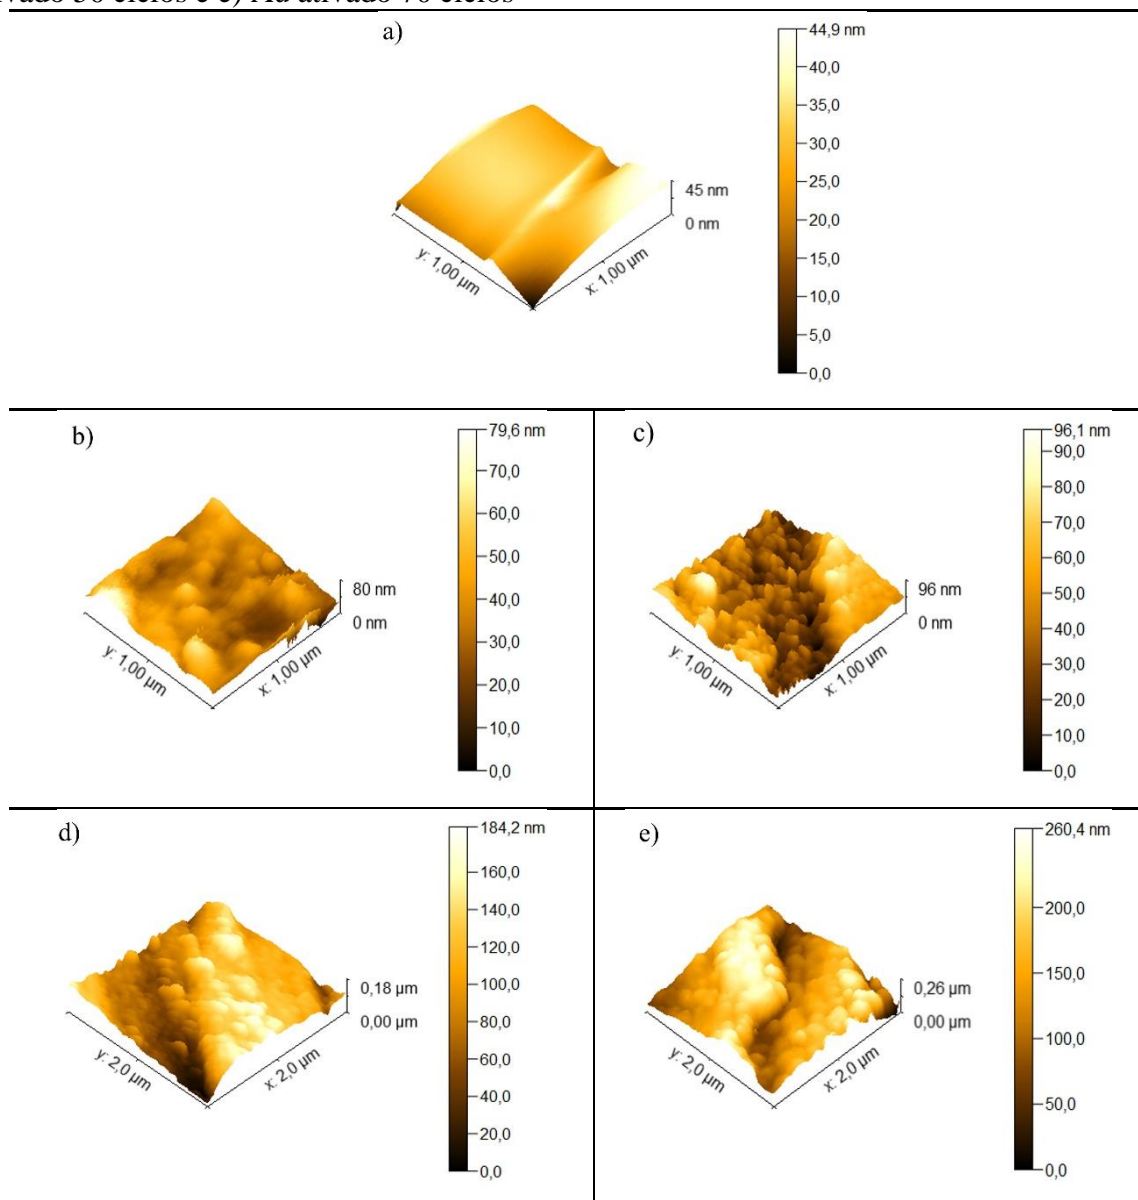 ciclos e e) Au ativado 70 ciclos
a)
44,9 nm
40,0
35,0
30,0
25,0
20,0
15,0
10,0
5,0
0,0
45 nm
0 nm
y: 1,00 µm
x: 1,00 µm
b)
79,6 nm
70,0
60,0
50,0
40,0
30,0
20,0
10,0
0,0
80 nm
0 nm
y: 1,00 µm
x: 1,00 µm
c)
96,1 nm
90,0
80,0
70,0
60,0
50,0
40,0
30,0
20,0
10,0
0,0
96 nm
0 nm
y: 1,00 µm
x: 1,00 µm
d)
184,2 nm
160,0
140,0
120,0
100,0
80,0
60,0
40,0
20,0
0,0
0,18 µm
0,00 µm
y: 2,0 µm
x: 2,0 µm
e)
260,4 nm
200,0
150,0
100,0
50,0
0,0
0,26 µm
0,00 µm
y: 2,0 µm
x: 2,0 µm